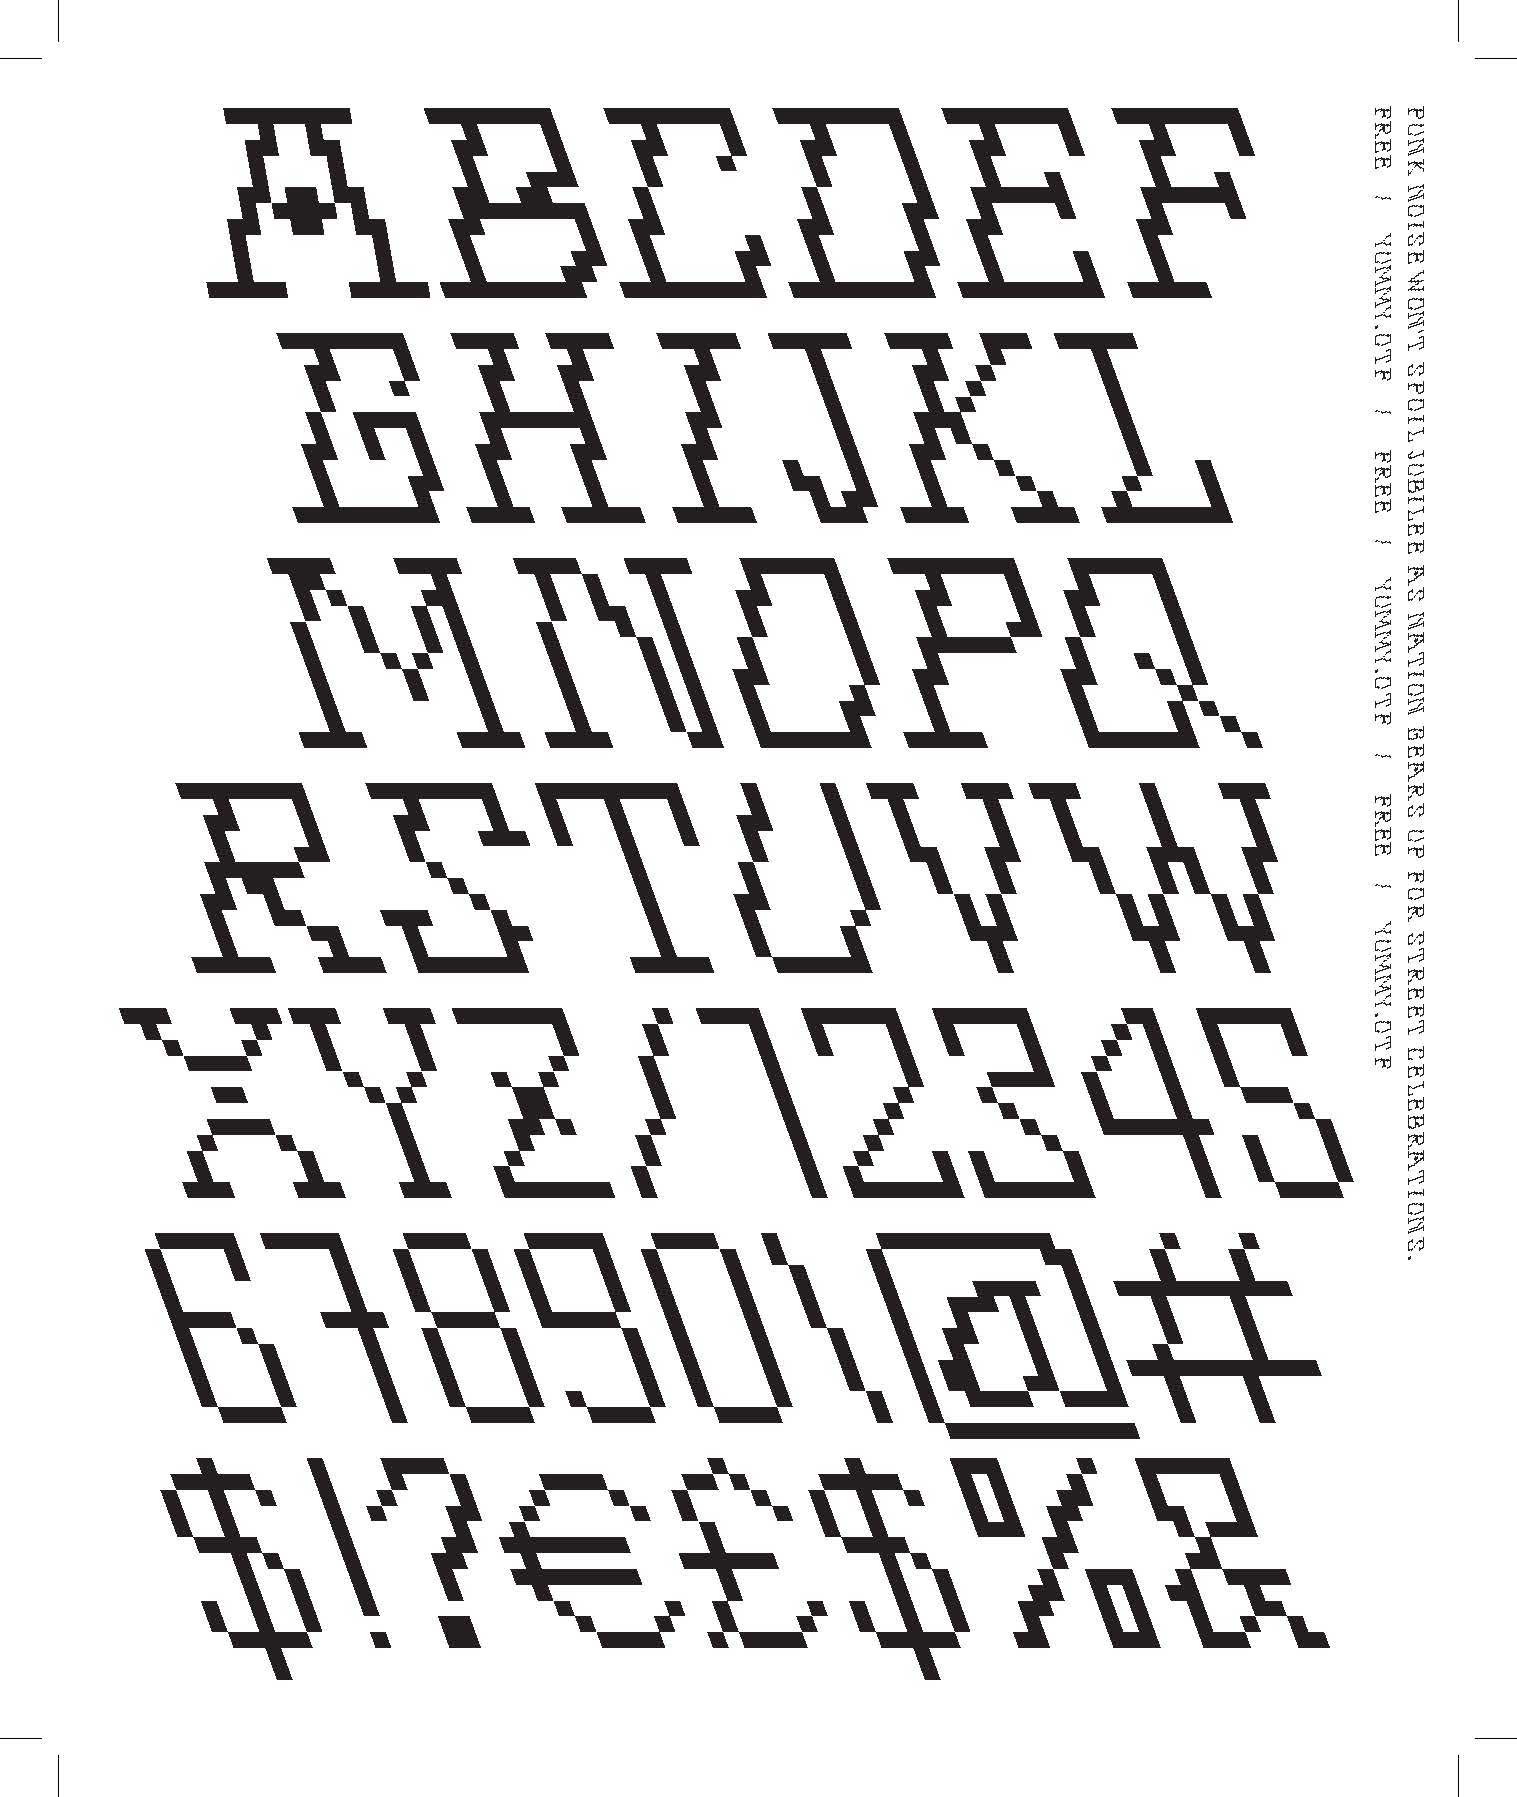 ABCDEF
GHIJKL
MNOPQ
RSTUVW
XYZ/12345
67890\@#
$!?€£$%&
PUNK NOISE WON'T SPOIL JUBILEE AS NATION GEARS UP FOR STREET CELEBRATIONS.
FREE / YUMMY.OTF / FREE / YUMMY.OTF / FREE / YUMMY.OTF